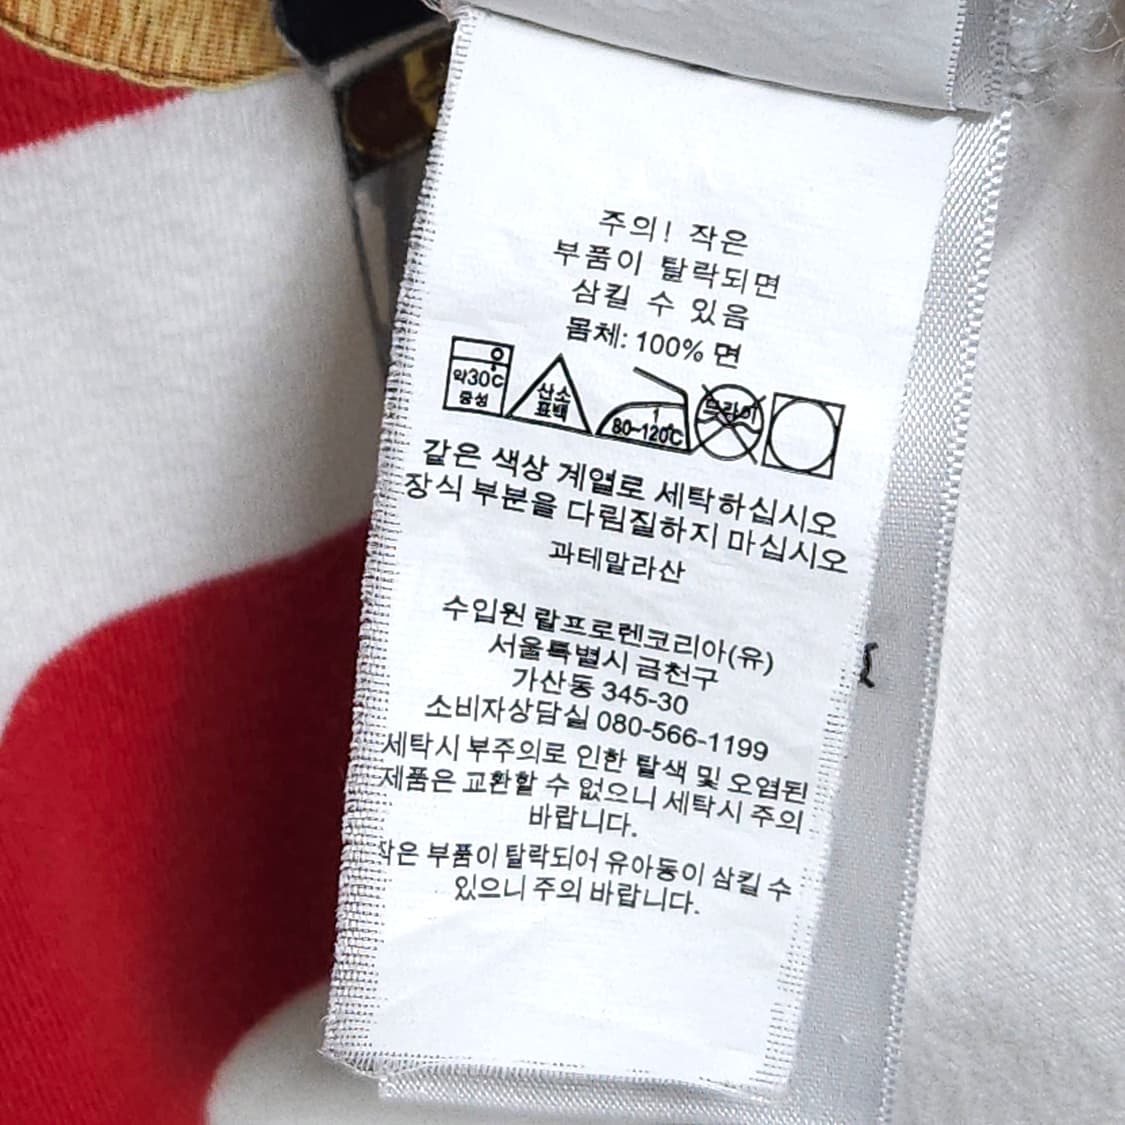 주의! 작은
부품이 탈락되면
삼킬 수 있음
몸체: 100% 면
약30℃
중성
산소
표백
1
80~120℃
드라이
같은 색상 계열로 세탁하십시오
장식 부분을 다림질하지 마십시오
과테말라산
수입원 랄프로렌코리아(유)
서울특별시 금천구
가산동 345-30
소비자상담실 080-566-1199
세탁시 부주의로 인한 탈색 및 오염된
제품은 교환할 수 없으니 세탁시 주의
바랍니다.
작은 부품이 탈락되어 유아동이 삼킬 수
있으니 주의 바랍니다.